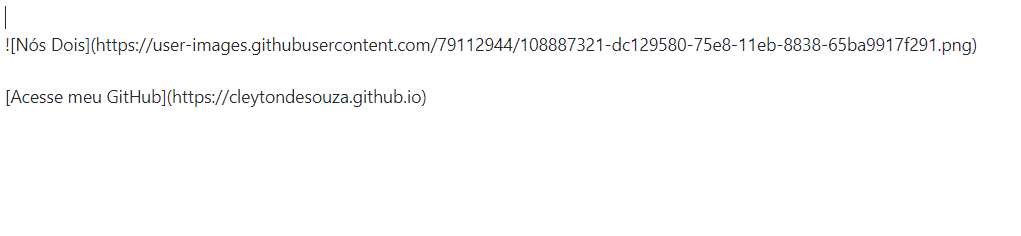 ![Nós Dois](https://user-images.githubusercontent.com/79112944/108887321-dc129580-75e8-11eb-8838-65ba9917f291.png)
[Acesse meu GitHub](https://cleytondesouza.github.io)